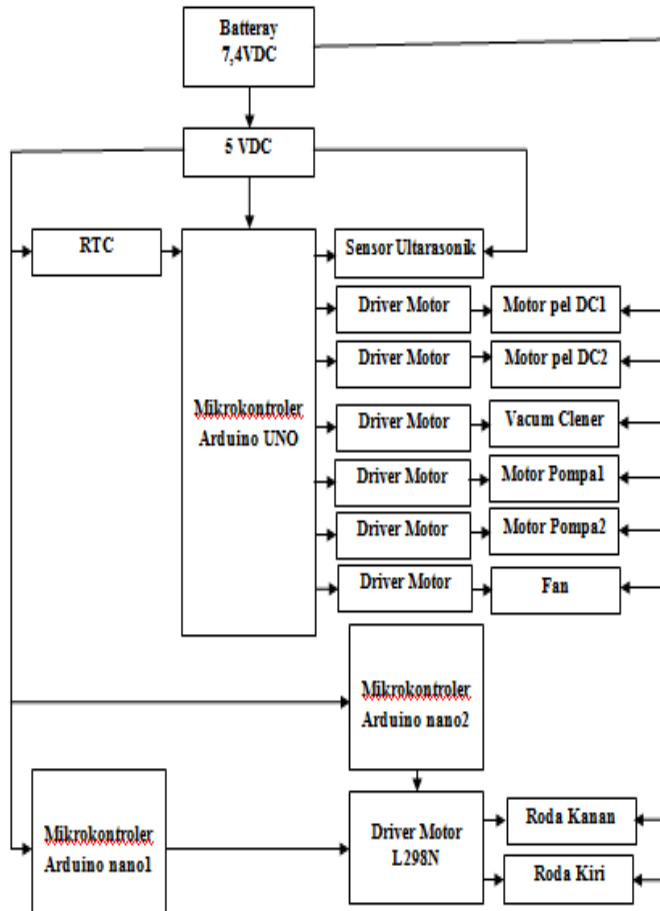 Batteray
7,4VDC
5 VDC
RTC
Sensor Ultarasonik
Driver Motor
Motor pel DC1
Driver Motor
Motor pel DC2
Mikrokontroler
Arduino UNO
Driver Motor
Vacum Clener
Driver Motor
Motor Pompa1
Driver Motor
Motor Pompa2
Driver Motor
Fan
Mikrokontroler
Arduino nano2
Mikrokontroler
Arduino nano1
Driver Motor
L298N
Roda Kanan
Roda Kiri